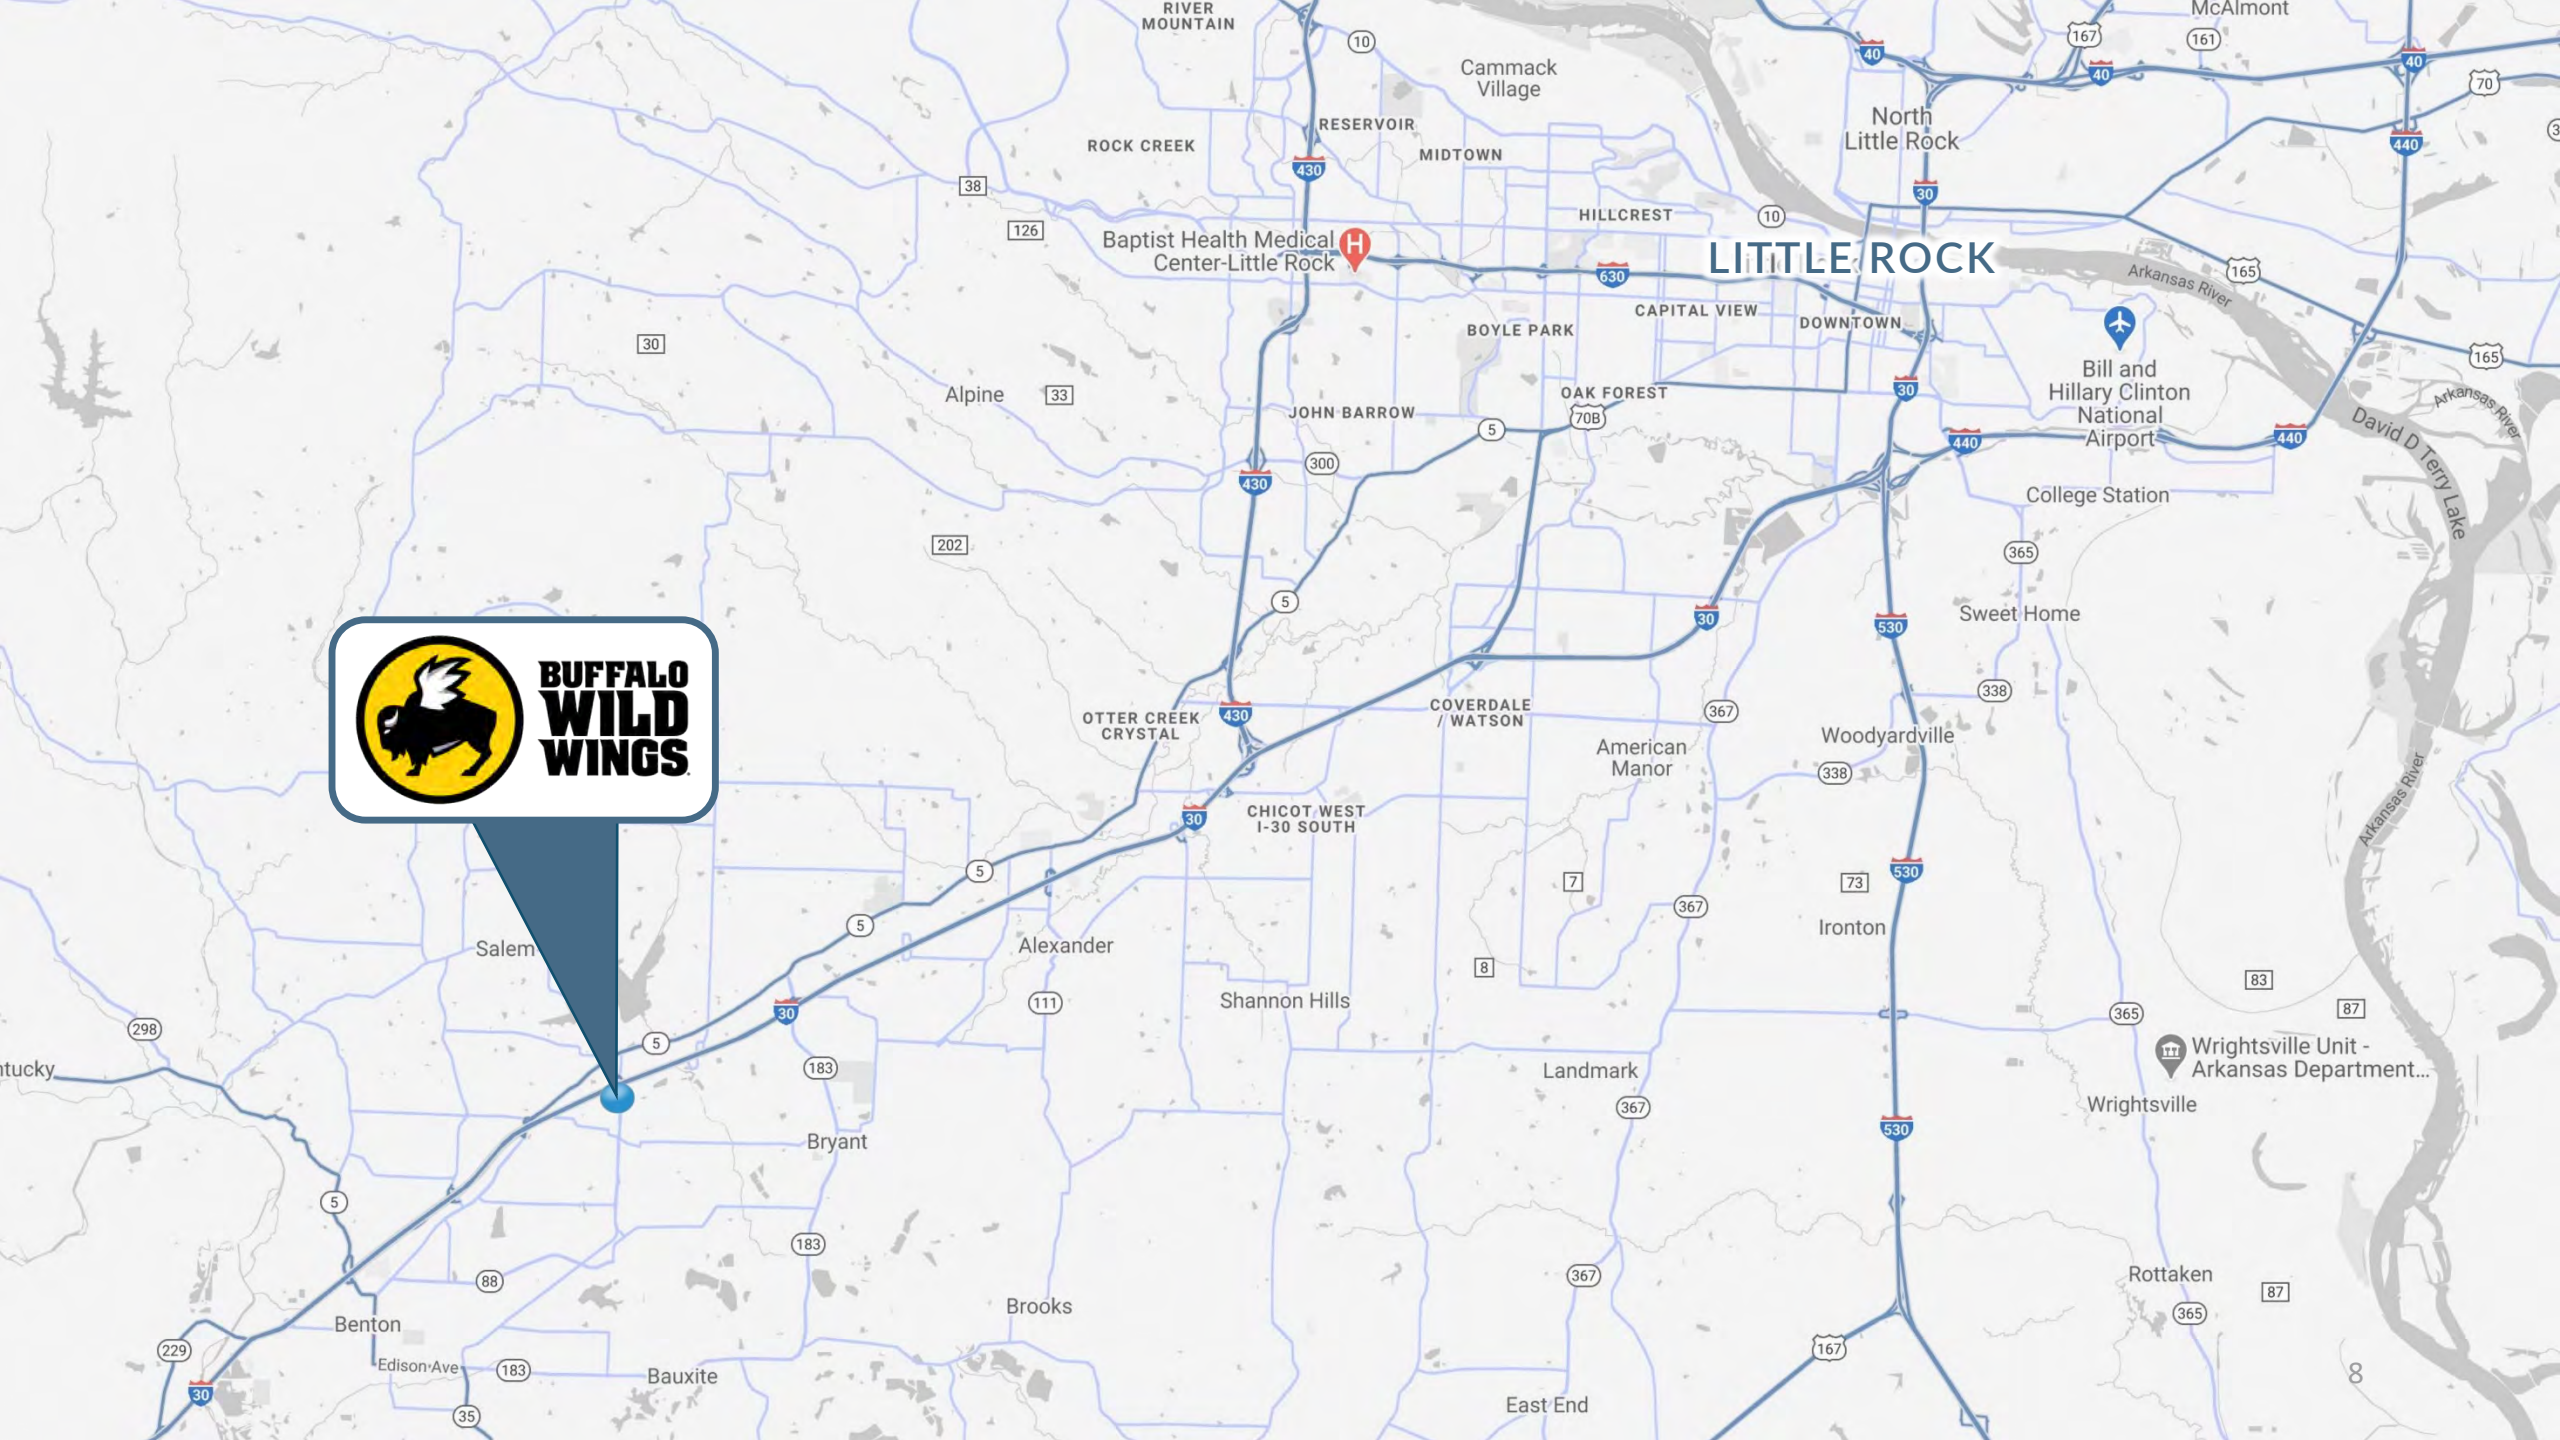 RIVER
MOUNTAIN
McAlmont
10
167
161
40
40
40
70
Cammack
Village
North
Little Rock
RESERVOIR
ROCK CREEK
MIDTOWN
440
430
38
30
126
HILLCREST
10
Baptist Health Medical
Center-Little Rock
H
LITTLE ROCK
630
Arkansas River
165
CAPITAL VIEW
DOWNTOWN
BOYLE PARK
30
165
Bill and
Hillary Clinton
National
Airport
Alpine
33
OAK FOREST
30
Arkansas River
JOHN BARROW
70B
5
David D Terry Lake
440
440
300
430
College Station
202
365
5
30
530
Sweet Home
BUFFALO
WILD
WINGS
338
OTTER CREEK
CRYSTAL
430
COVERDALE
/ WATSON
367
Woodyardville
American
Manor
338
Arkansas River
30
CHICOT WEST
I-30 SOUTH
5
7
73
530
367
5
Ironton
Salem
Alexander
8
83
30
111
Shannon Hills
365
87
298
5
Wrightsville Unit -
Arkansas Department...
ntucky
183
Landmark
367
Wrightsville
530
Bryant
5
183
88
367
Rottaken
87
Brooks
365
Benton
229
Edison Ave
183
Bauxite
167
8
30
35
East End